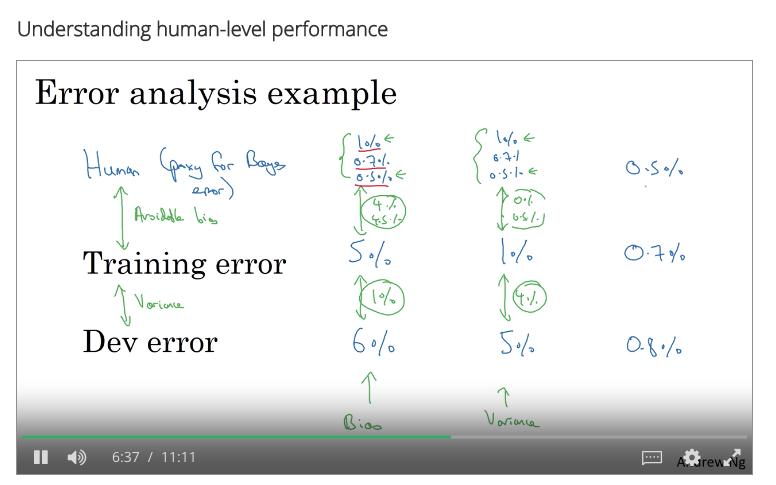 Understanding human-level performance
Error analysis example
Human (proxy for Bayes error)
1%
0.7%
0.5%
1%
0.7%
0.5%
0.5%
Avoidable bias
4%
4.5%
0%
0.5%
Training error
5%
1%
0.7%
Variance
1%
4%
Dev error
6%
5%
0.8%
Bias
Variance
6:37 / 11:11
Andrew Ng